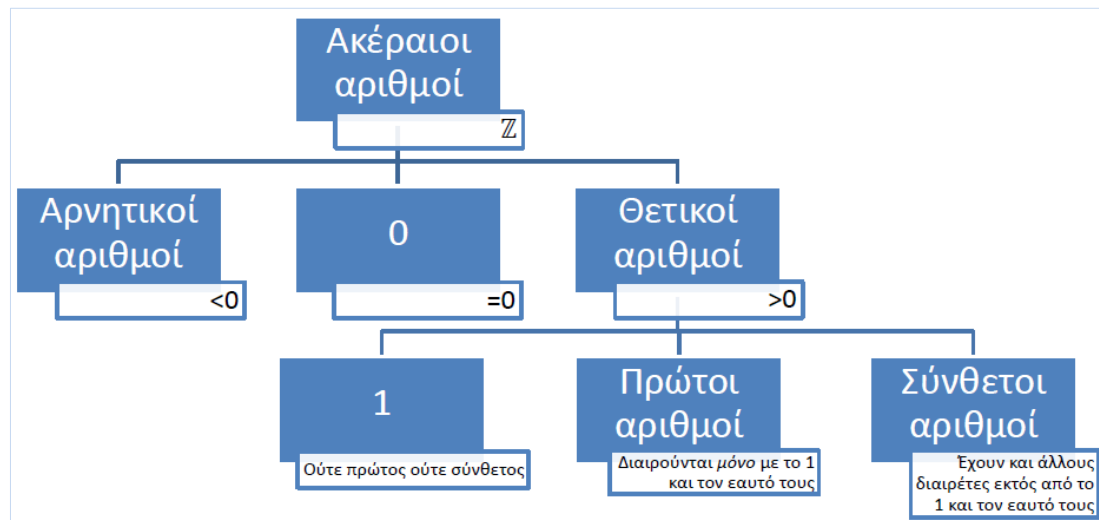 Ακέραιοι
αριθμοί
ℤ
Αρνητικοί
αριθμοί
<0
0
=0
Θετικοί
αριθμοί
>0
1
Ούτε πρώτος ούτε σύνθετος
Πρώτοι
αριθμοί
Διαιρούνται μόνο με το 1
και τον εαυτό τους
Σύνθετοι
αριθμοί
Έχουν και άλλους
διαιρέτες εκτός από το
1 και τον εαυτό τους